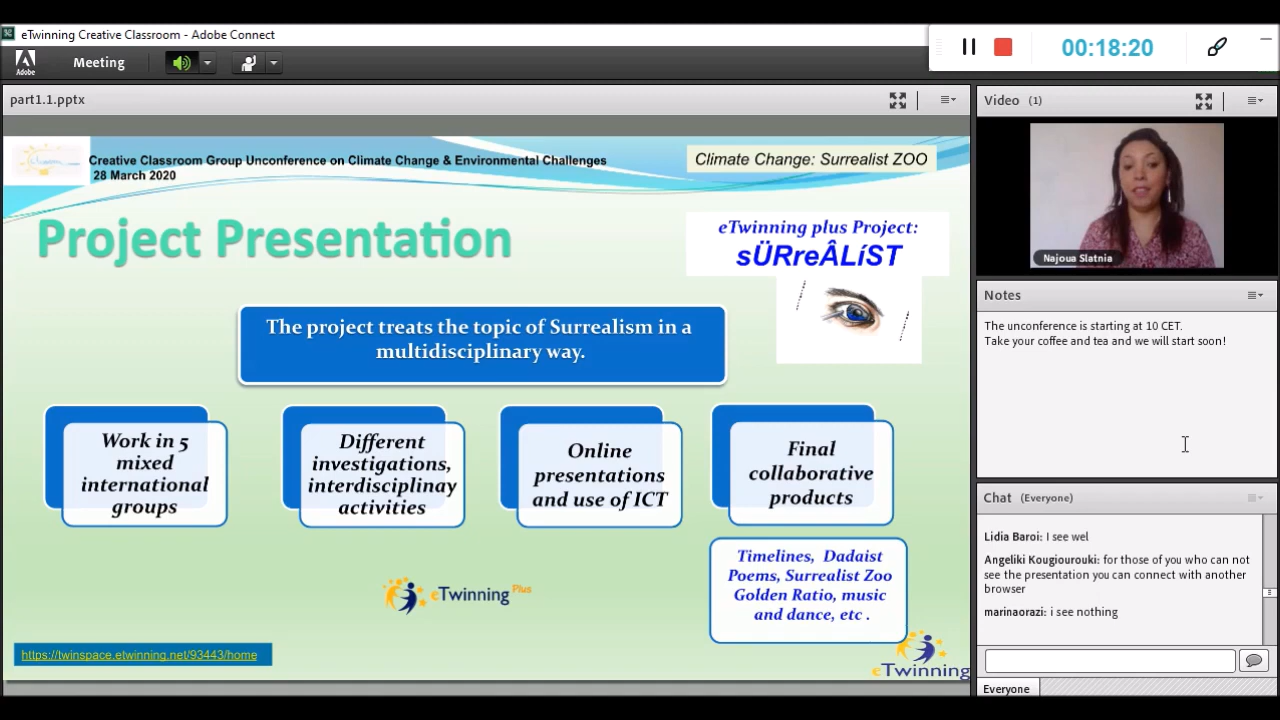 eTwinning Creative Classroom - Adobe Connect
00:18:20
Adobe
Meeting
part1.1.pptx
Creative Classroom Group Unconference on Climate Change & Environmental Challenges
28 March 2020
Climate Change: Surrealist ZOO
Project Presentation
eTwinning plus Project:
sÜRreÂLíST
The project treats the topic of Surrealism in a
multidisciplinary way.
Work in 5
mixed
international
groups
Different
investigations,
interdisciplinay
activities
Online
presentations
and use of ICT
Final
collaborative
products
Timelines, Dadaist
Poems, Surrealist Zoo
Golden Ratio, music
and dance, etc .
eTwinning Plus
https://twinspace.etwinning.net/93443/home
eTwinning
Video (1)
Najoua Slatnia
Notes
The unconference is starting at 10 CET.
Take your coffee and tea and we will start soon!
Chat (Everyone)
Lidia Baroi: I see wel
Angeliki Kougiourouki: for those of you who can not
see the presentation you can connect with another
browser
marinaorazi: i see nothing
Everyone